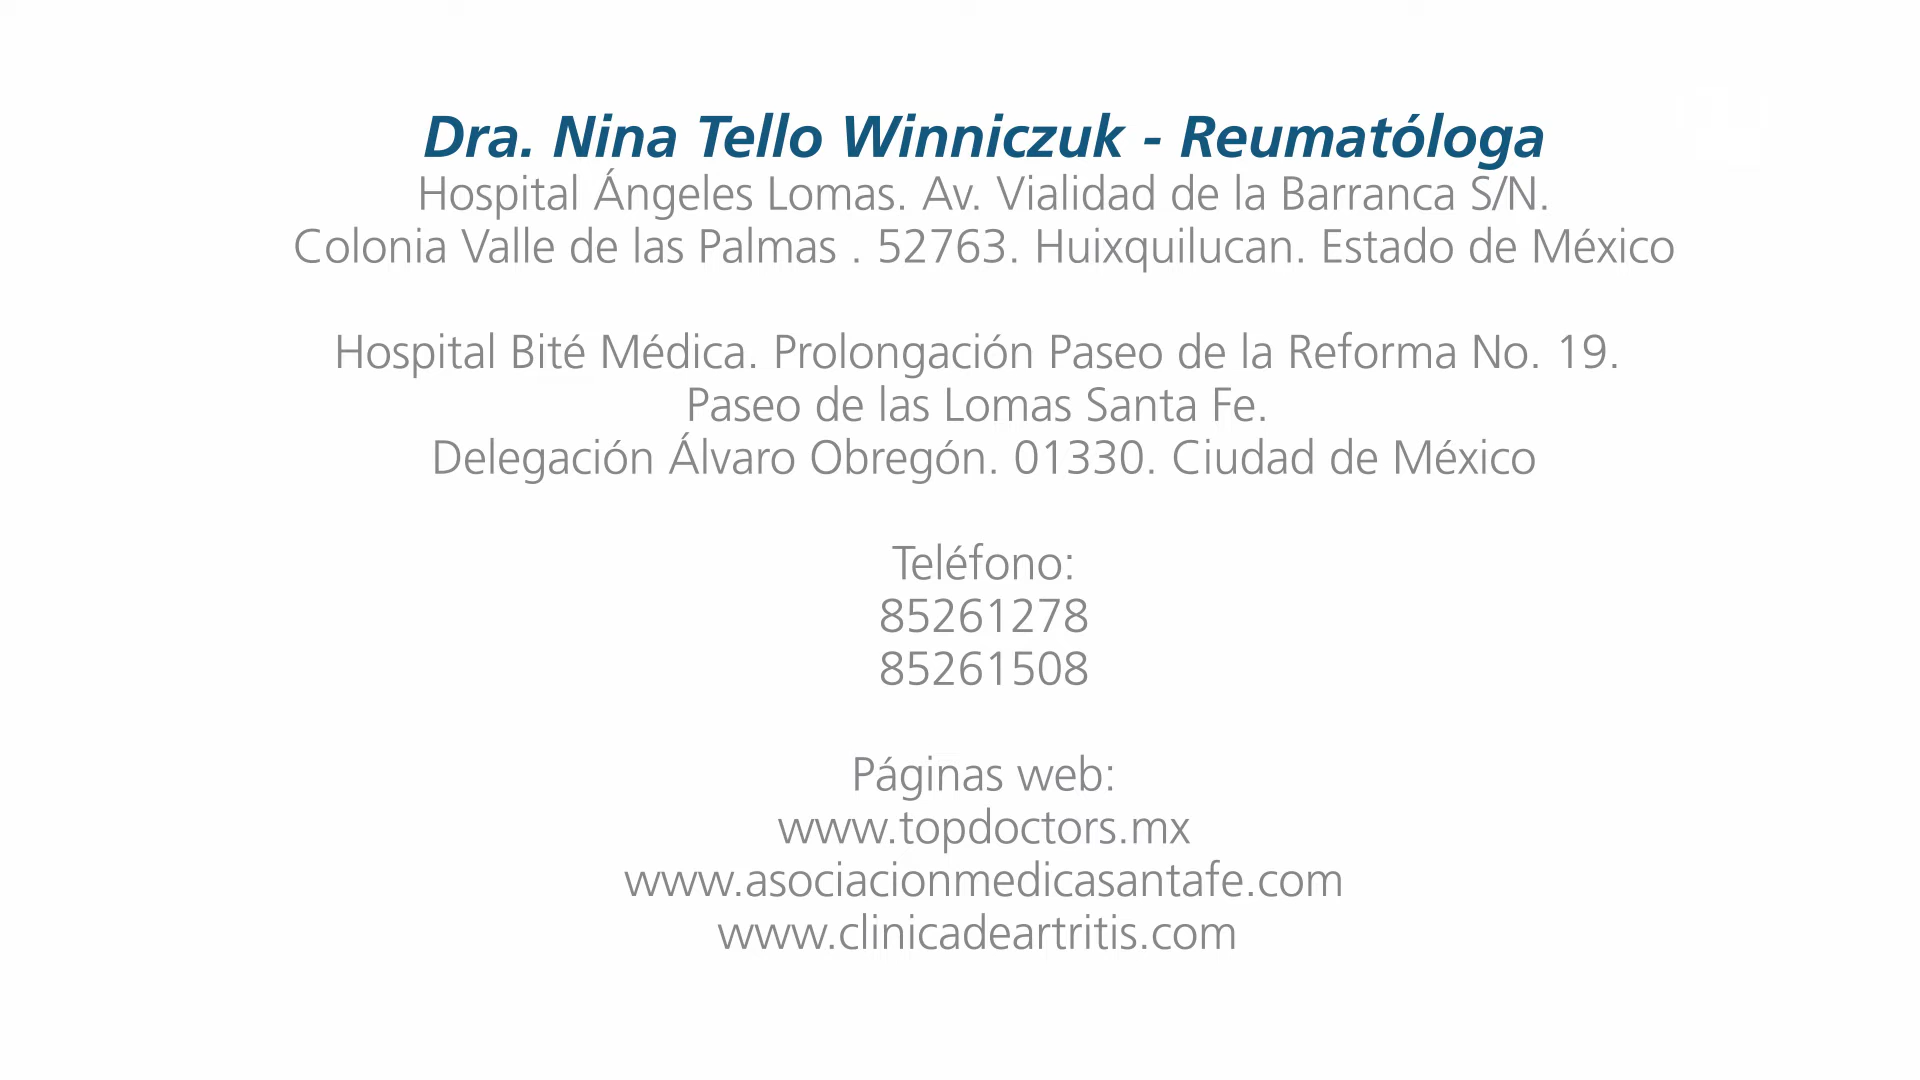 Dra. Nina Tello Winniczuk - Reumatóloga
Hospital Ángeles Lomas. Av. Vialidad de la Barranca S/N.
Colonia Valle de las Palmas . 52763. Huixquilucan. Estado de México
Hospital Bité Médica. Prolongación Paseo de la Reforma No. 19.
Paseo de las Lomas Santa Fe.
Delegación Álvaro Obregón. 01330. Ciudad de México
Teléfono:
85261278
85261508
Páginas web:
www.topdoctors.mx
www.asociacionmedicasantafe.com
www.clinicadeartritis.com